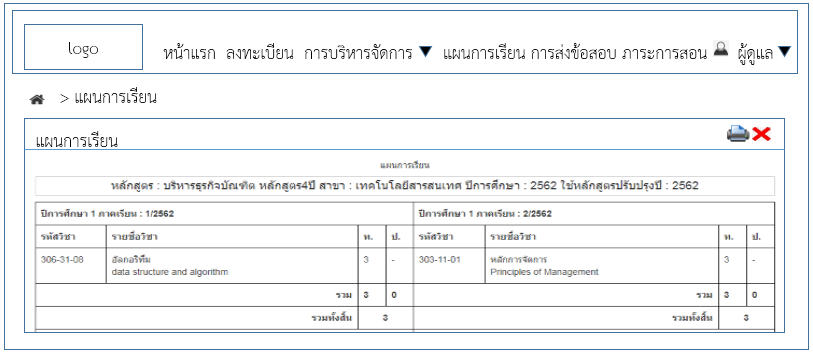 logo หน้าแรก ลงทะเบียน การบริหารจัดการ แผนการเรียน การส่งข้อสอบ ภาระการสอน ผู้ดูแล
> แผนการเรียน
แผนการเรียน
แผนการเรียน
หลักสูตร : บริหารธุรกิจบัณฑิต หลักสูตร4ปี สาขา : เทคโนโลยีสารสนเทศ ปีการศึกษา : 2562 ใช้หลักสูตรปรับปรุงปี : 2562
ปีการศึกษา 1 ภาคเรียน : 1/2562 ปีการศึกษา 1 ภาคเรียน : 2/2562
รหัสวิชา รายชื่อวิชา ท. ป. รหัสวิชา รายชื่อวิชา ท. ป.
306-31-08 อัลกอริทึม 3 - 303-11-01 หลักการจัดการ 3 -
data structure and algorithm Principles of Management
รวม 3 0 รวม 3 0
รวมทั้งสิ้น 3 รวมทั้งสิ้น 3